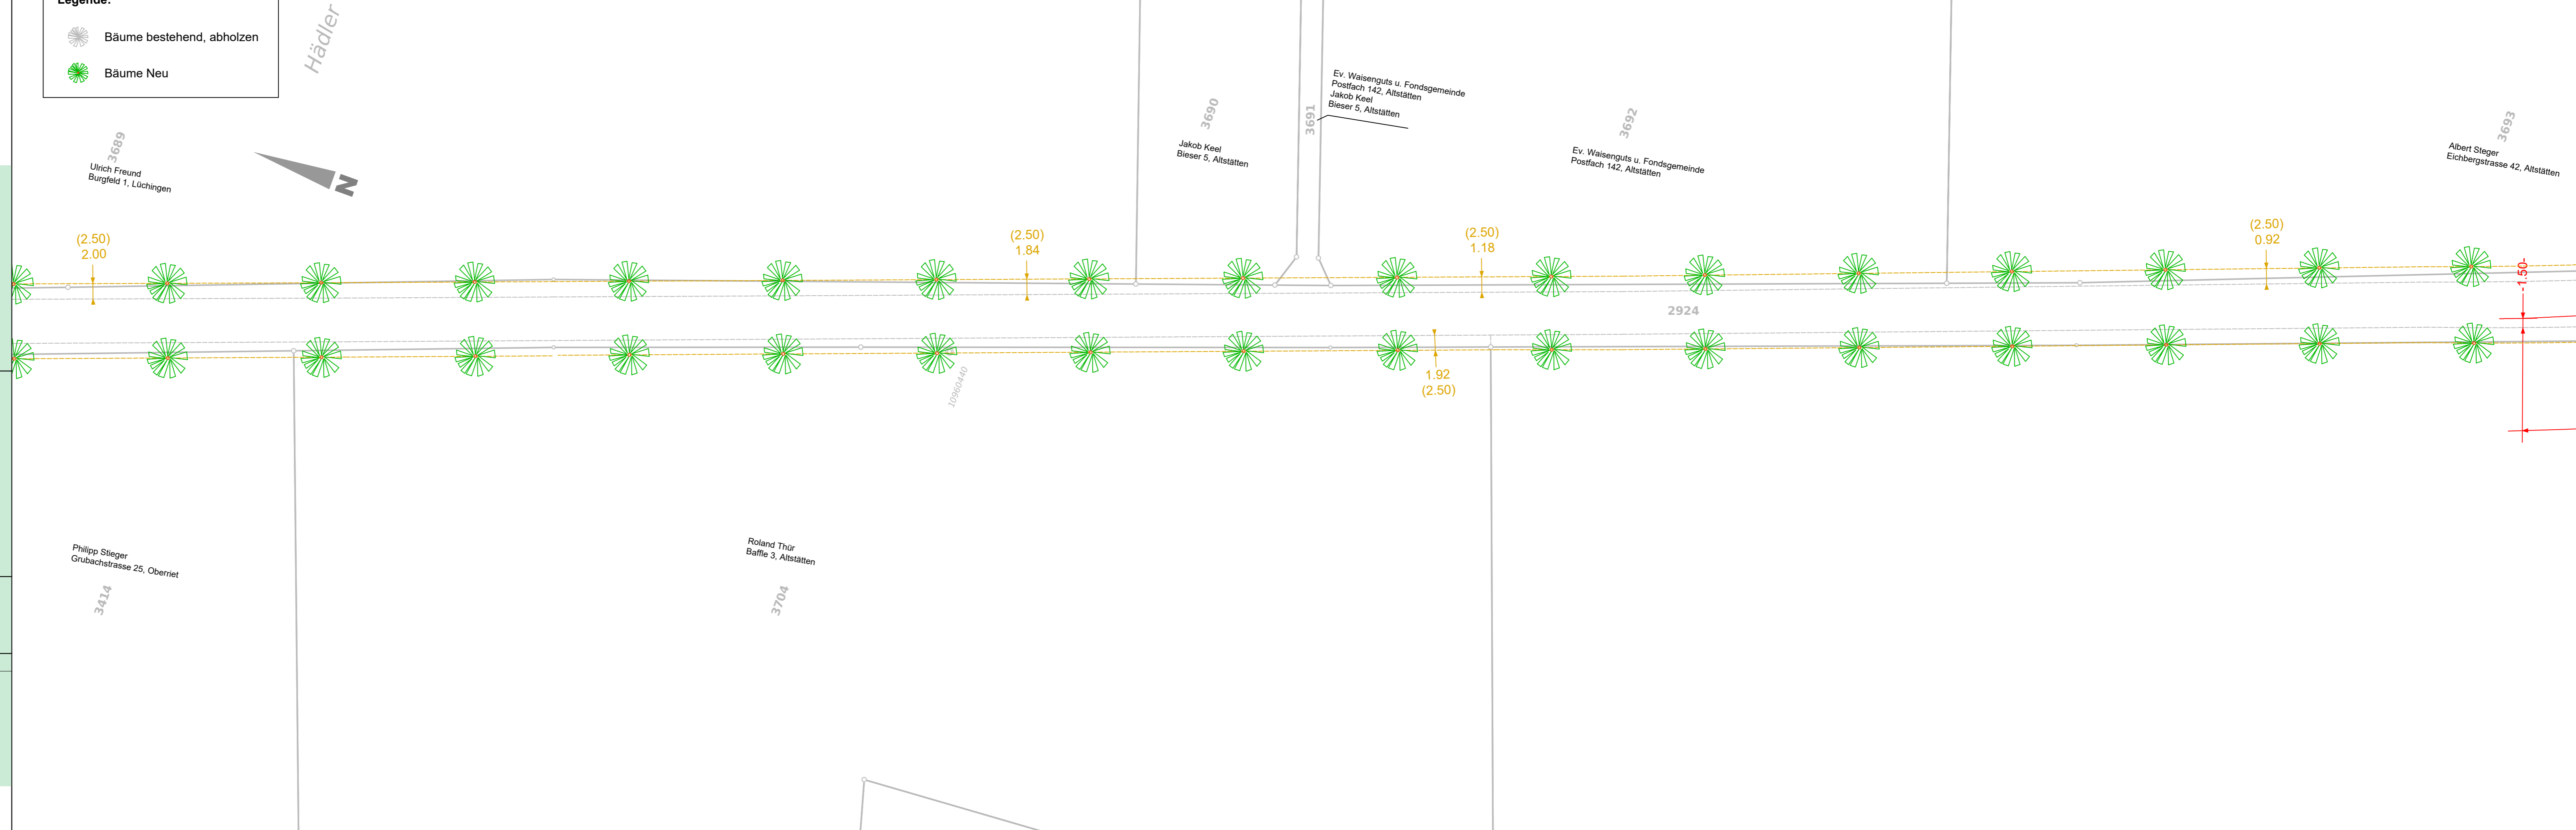 Legende:
Bäume bestehend, abholzen
Bäume Neu
Hädler
3689
Ulrich Freund
Burgfeld 1, Lüchingen
N
3690
Jakob Keel
Bieser 5, Altstätten
3691
Ev. Waisenguts u. Fondsgemeinde
Postfach 142, Altstätten
Jakob Keel
Bieser 5, Altstätten
3692
Ev. Waisenguts u. Fondsgemeinde
Postfach 142, Altstätten
3693
Albert Steger
Eichbergstrasse 42, Altstätten
(2.50)
2.00
(2.50)
1.84
(2.50)
1.18
(2.50)
0.92
-1.50-
2924
1.92
(2.50)
10960440
Philipp Stieger
Grubachstrasse 25, Oberriet
3414
Roland Thür
Baffle 3, Altstätten
3704